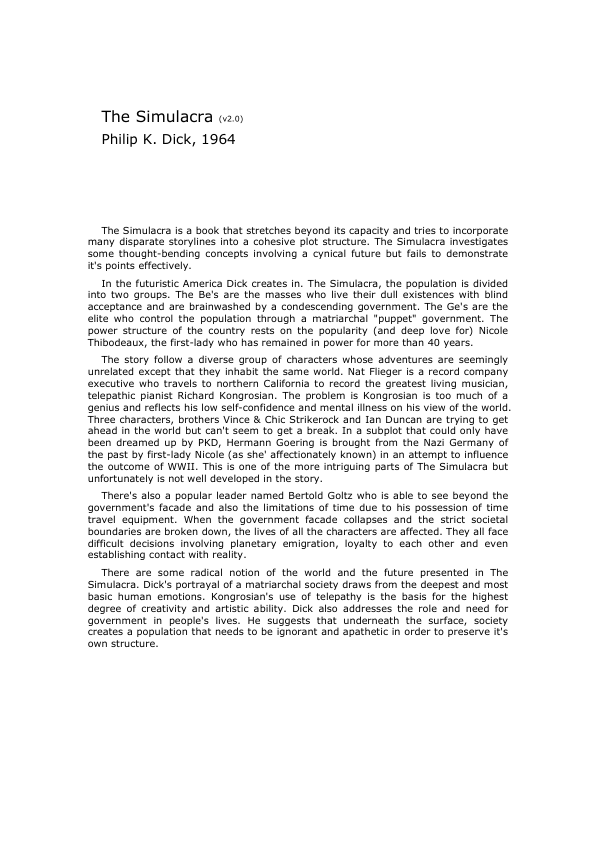 The Simulacra (v2.0)
Philip K. Dick, 1964
The Simulacra is a book that stretches beyond its capacity and tries to incorporate
many disparate storylines into a cohesive plot structure. The Simulacra investigates
some thought-bending concepts involving a cynical future but fails to demonstrate
it's points effectively.
In the futuristic America Dick creates in. The Simulacra, the population is divided
into two groups. The Be's are the masses who live their dull existences with blind
acceptance and are brainwashed by a condescending government. The Ge's are the
elite who control the population through a matriarchal "puppet" government. The
power structure of the country rests on the popularity (and deep love for) Nicole
Thibodeaux, the first-lady who has remained in power for more than 40 years.
The story follow a diverse group of characters whose adventures are seemingly
unrelated except that they inhabit the same world. Nat Flieger is a record company
executive who travels to northern California to record the greatest living musician,
telepathic pianist Richard Kongrosian. The problem is Kongrosian is too much of a
genius and reflects his low self-confidence and mental illness on his view of the world.
Three characters, brothers Vince & Chic Strikerock and Ian Duncan are trying to get
ahead in the world but can't seem to get a break. In a subplot that could only have
been dreamed up by PKD, Hermann Goering is brought from the Nazi Germany of
the past by first-lady Nicole (as she' affectionately known) in an attempt to influence
the outcome of WWII. This is one of the more intriguing parts of The Simulacra but
unfortunately is not well developed in the story.
There's also a popular leader named Bertold Goltz who is able to see beyond the
government's facade and also the limitations of time due to his possession of time
travel equipment. When the government facade collapses and the strict societal
boundaries are broken down, the lives of all the characters are affected. They all face
difficult decisions involving planetary emigration, loyalty to each other and even
establishing contact with reality.
There are some radical notion of the world and the future presented in The
Simulacra. Dick's portrayal of a matriarchal society draws from the deepest and most
basic human emotions. Kongrosian's use of telepathy is the basis for the highest
degree of creativity and artistic ability. Dick also addresses the role and need for
government in people's lives. He suggests that underneath the surface, society
creates a population that needs to be ignorant and apathetic in order to preserve it's
own structure.